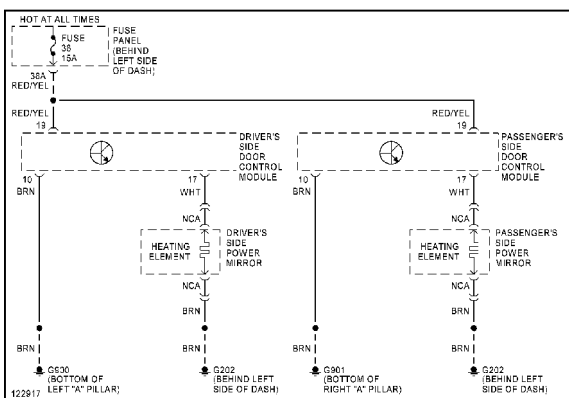 HOT AT ALL TIMES
FUSE
38
15A
FUSE
PANEL
(BEHIND
LEFT SIDE
OF DASH)
38A
RED/YEL
RED/YEL
19
DRIVER'S
SIDE
DOOR
CONTROL
MODULE
RED/YEL
19
PASSENGER'S
SIDE
DOOR
CONTROL
MODULE
10
BRN
17
WHT
10
BRN
17
WHT
NCA
HEATING
ELEMENT
DRIVER'S
SIDE
POWER
MIRROR
NCA
BRN
NCA
HEATING
ELEMENT
PASSENGER'S
SIDE
POWER
MIRROR
NCA
BRN
BRN
G900
(BOTTOM OF
LEFT "A" PILLAR)
BRN
G202
(BEHIND LEFT
SIDE OF DASH)
BRN
G901
(BOTTOM OF
RIGHT "A" PILLAR)
BRN
G202
(BEHIND LEFT
SIDE OF DASH)
122917